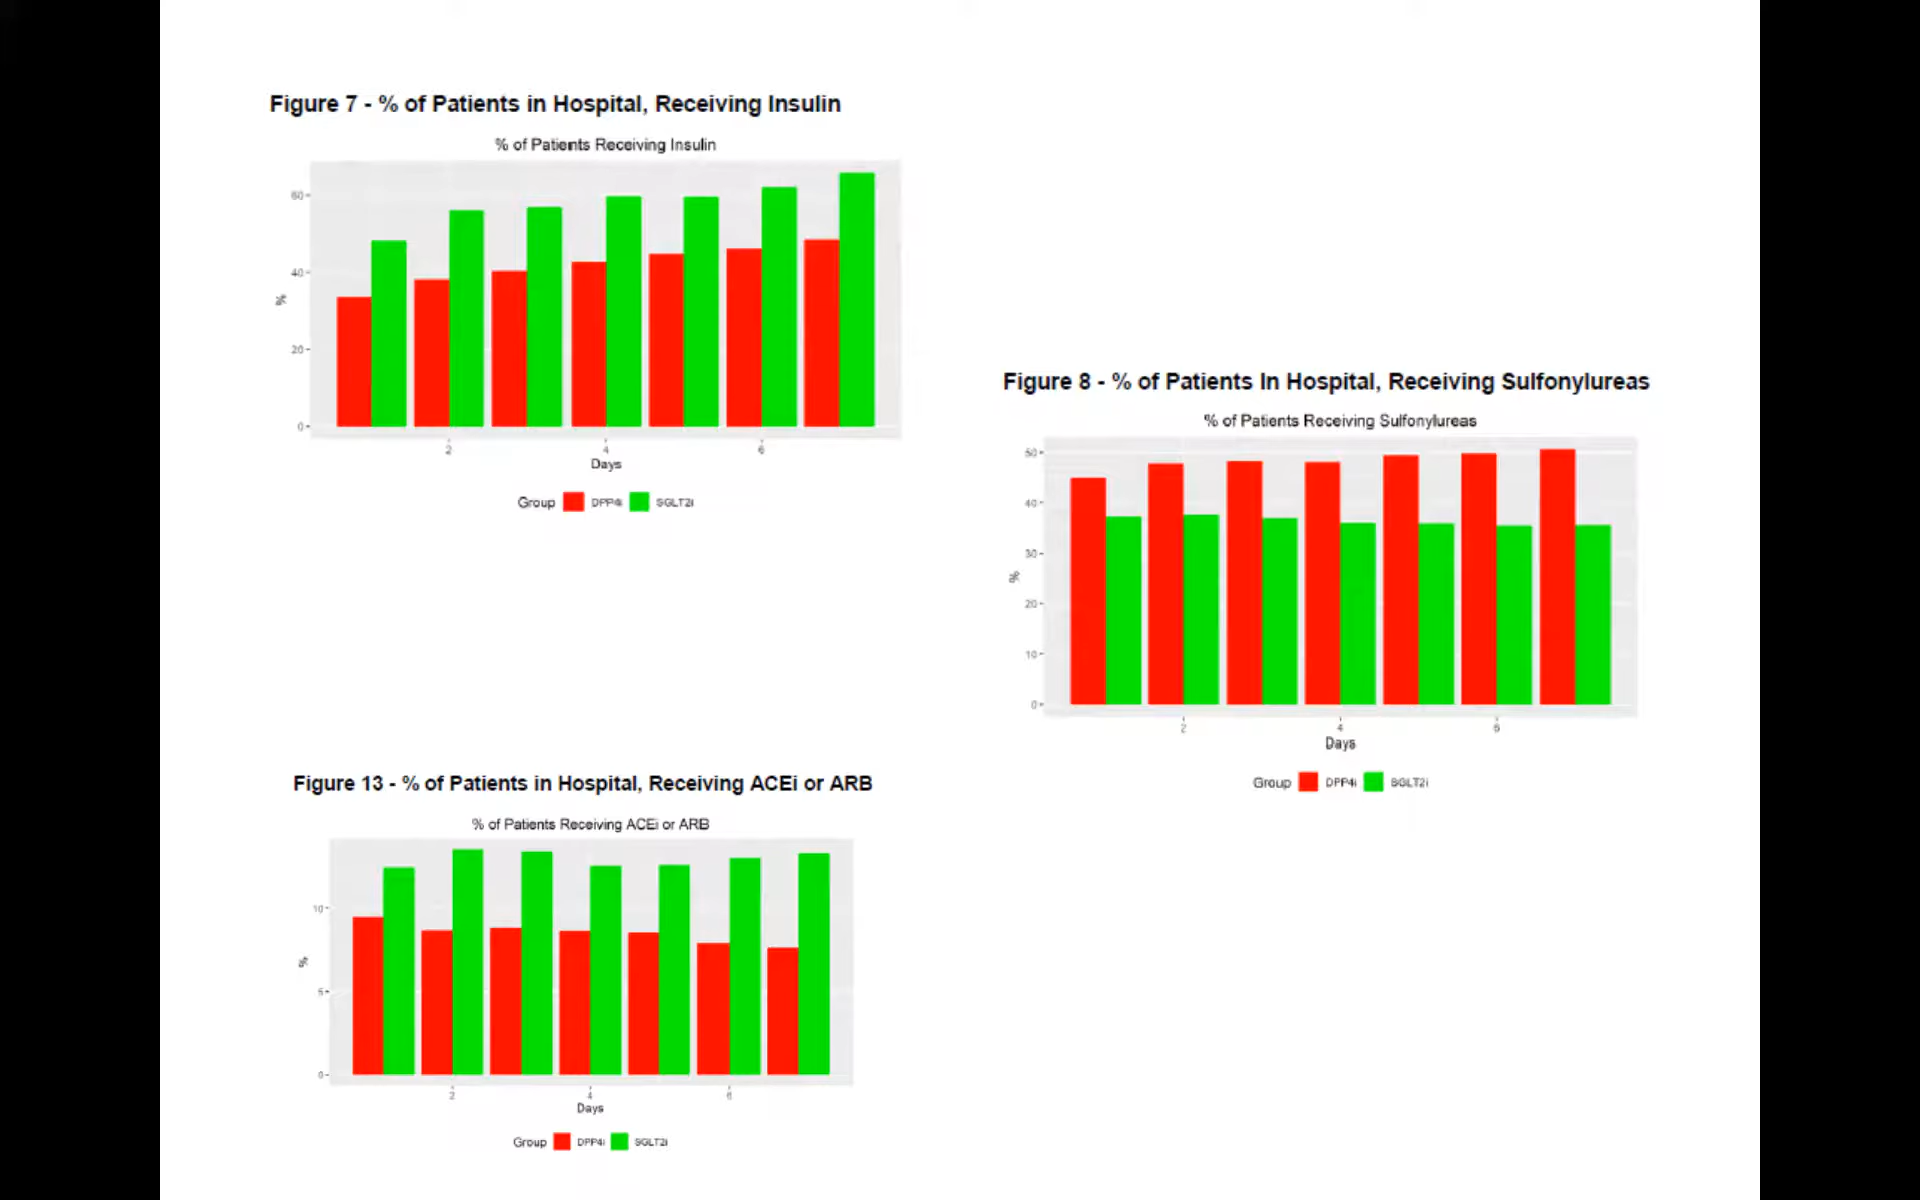 Figure 7 - % of Patients in Hospital, Receiving Insulin
% of Patients Receiving Insulin
60
40
20
0
%
2 4 6
Days
Group DPP4i SGLT2i
Figure 8 - % of Patients In Hospital, Receiving Sulfonylureas
% of Patients Receiving Sulfonylureas
50
40
30
20
10
0
%
2 4 6
Days
Group DPP4i SGLT2i
Figure 13 - % of Patients in Hospital, Receiving ACEi or ARB
% of Patients Receiving ACEi or ARB
10
5
0
%
2 4 6
Days
Group DPP4i SGLT2i